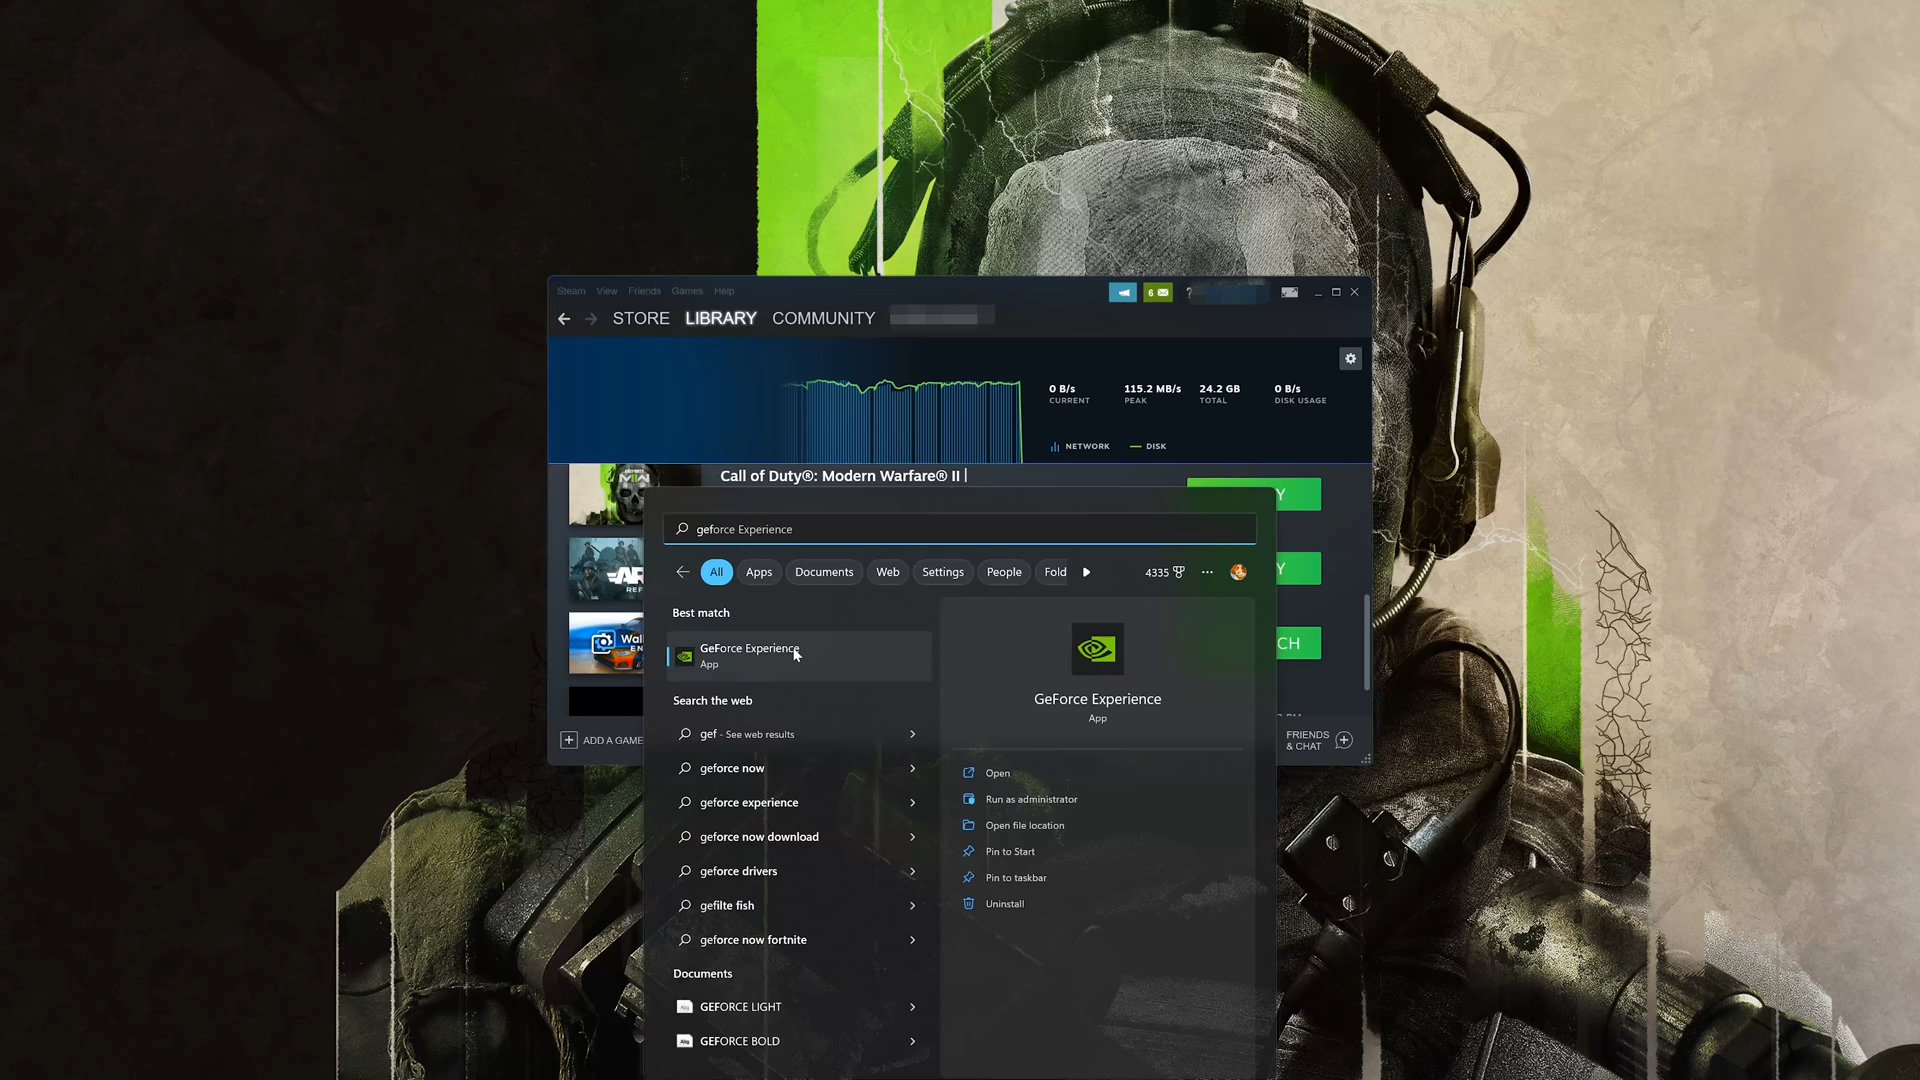 Steam View Friends Games Help
6
?
STORE LIBRARY COMMUNITY
0 B/s 115.2 MB/s 24.2 GB 0 B/s
CURRENT PEAK TOTAL DISK USAGE
NETWORK DISK
Call of Duty®: Modern Warfare® II |
MWII
Y
geforce Experience
Y
All Apps Documents Web Settings People Fold 4335 ...
Best match
GeForce Experience
App
CH
GeForce Experience
App
Search the web
gef - See web results
ADD A GAME
FRIENDS
& CHAT
geforce now
geforce experience
geforce now download
geforce drivers
gefilte fish
geforce now fortnite
Open
Run as administrator
Open file location
Pin to Start
Pin to taskbar
Uninstall
Documents
GEFORCE LIGHT
Abg GEFORCE BOLD